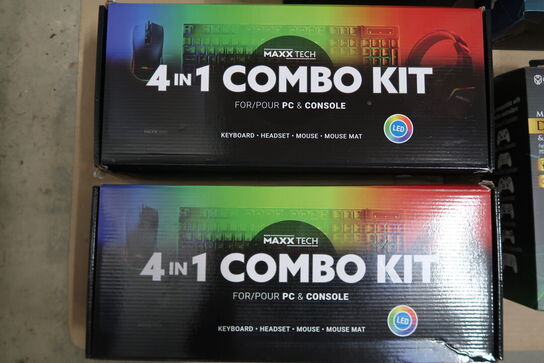 MAXX TECH
4 IN 1 COMBO KIT
FOR/POUR PC & CONSOLE
KEYBOARD • HEADSET • MOUSE • MOUSE MAT
LED
MAXX TECH
4 IN 1 COMBO KIT
FOR/POUR PC & CONSOLE
KEYBOARD • HEADSET • MOUSE • MOUSE MAT
LED